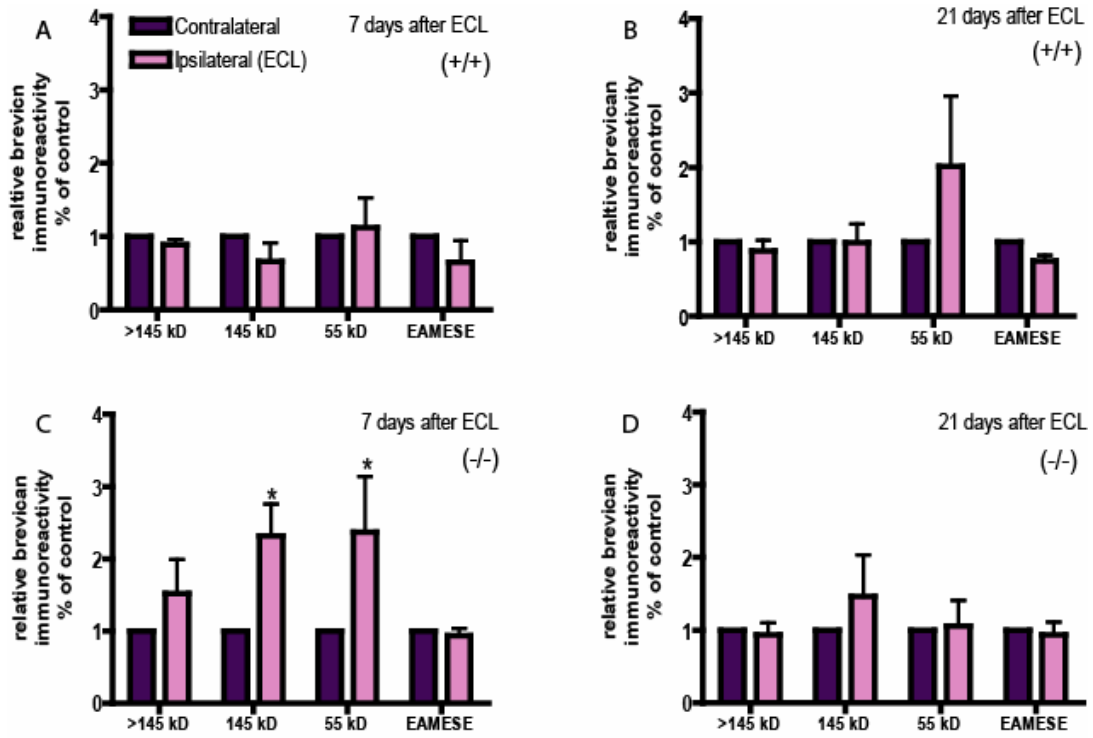 A
Contralateral
Ipsilateral (ECL)
7 days after ECL
(+/+)
realtive brevicn
immunoreactivity
% of control
4
3
2
1
0
>145 kD
145 kD
55 kD
EAMESE
B
21 days after ECL
(+/+)
realtive brevican
immunoreactivity
% of control
4
3
2
1
0
>145 kD
145 kD
55 kD
EAMESE
C
7 days after ECL
(-/-)
relative brevican
immunoreactivity
% of control
4
3
2
1
0
*
*
>145 kD
145 kD
55 kD
EAMESE
D
21 days after ECL
(-/-)
relative brevican
immunoreactivity
% of control
4
3
2
1
0
>145 kD
145 kD
55 kD
EAMESE